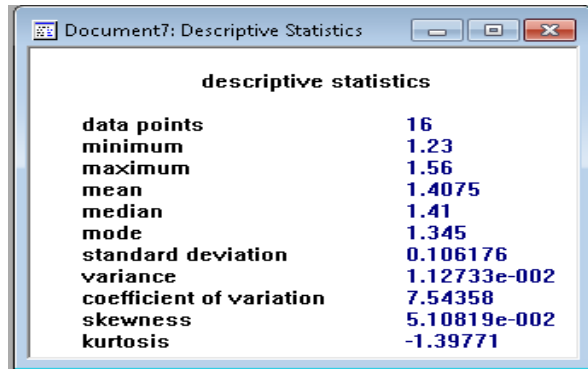 Document7: Descriptive Statistics
descriptive statistics
data points 16
minimum 1.23
maximum 1.56
mean 1.4075
median 1.41
mode 1.345
standard deviation 0.106176
variance 1.12733e-002
coefficient of variation 7.54358
skewness 5.10819e-002
kurtosis -1.39771